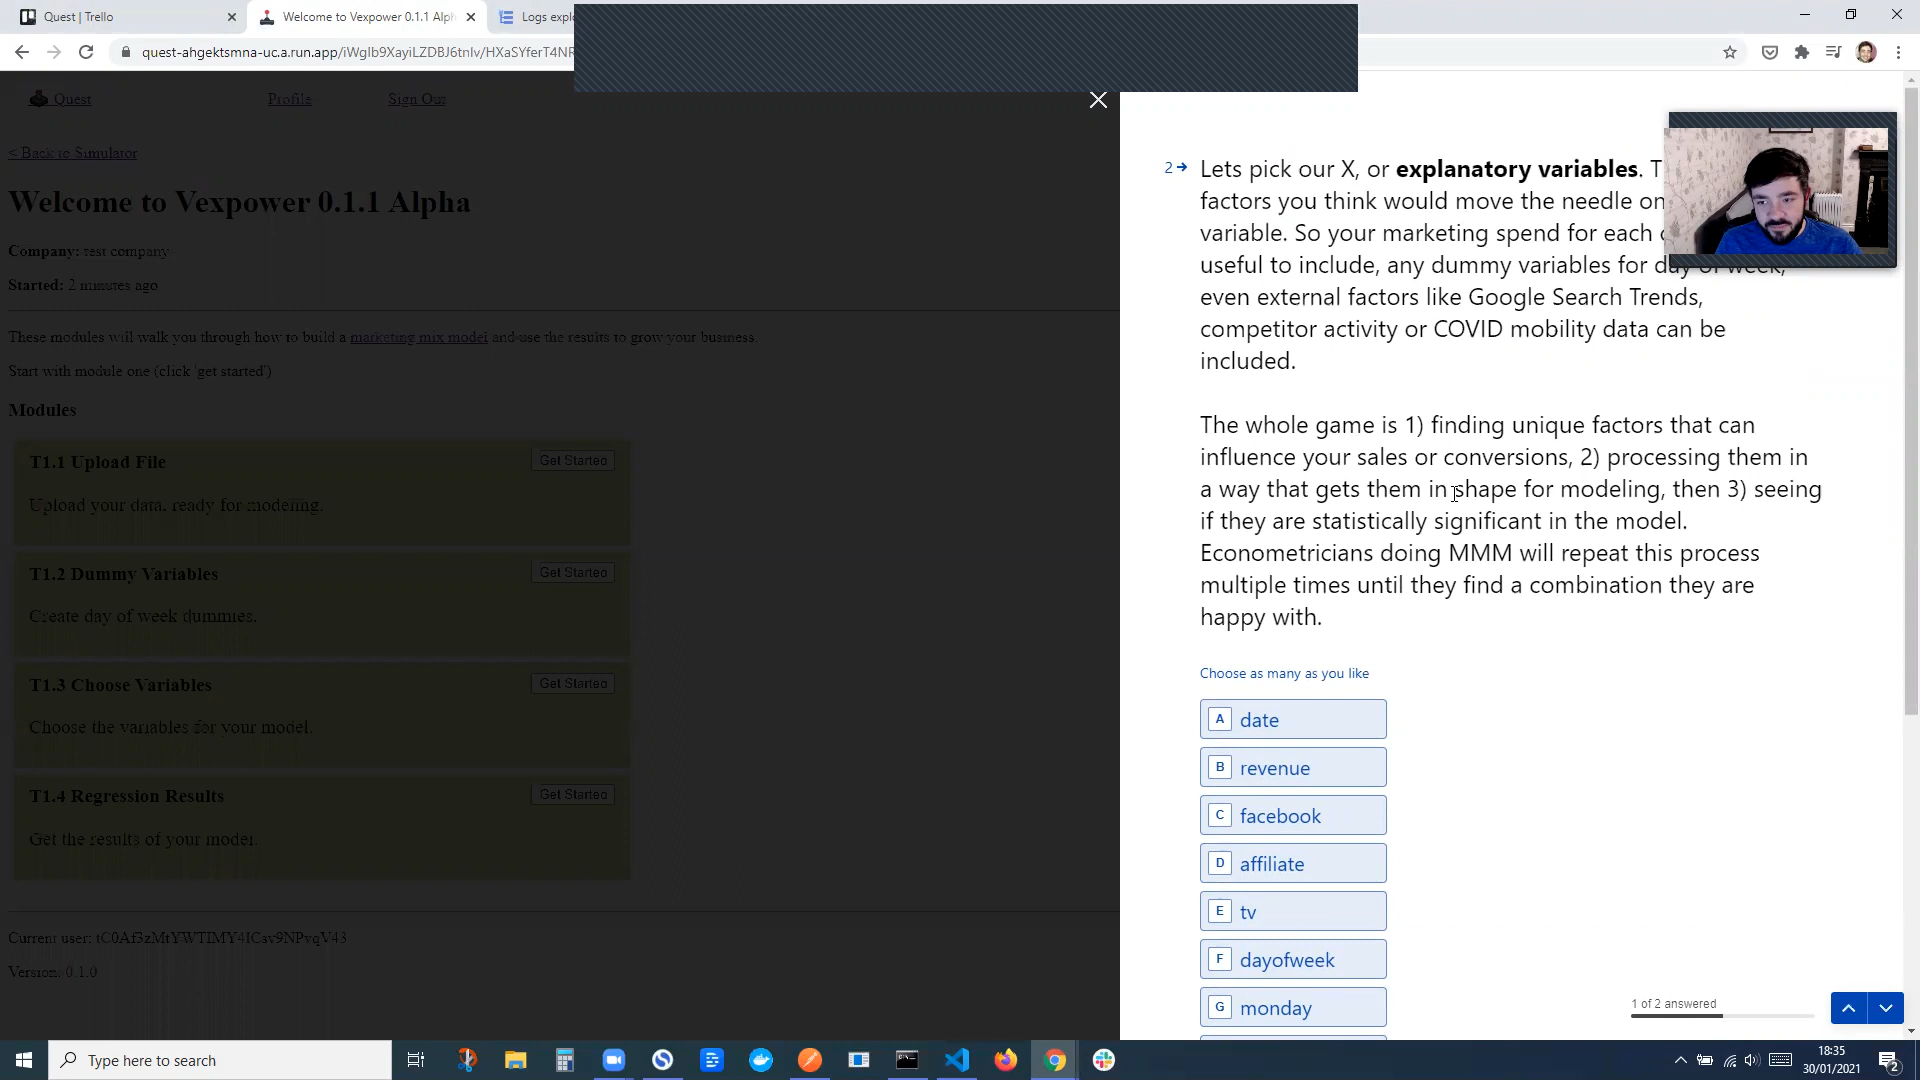 Quest | Trello
Welcome to Vexpower 0.1.1 Alph
Logs explo
quest-ahgektsmna-uc.a.run.app/iWglb9XayiLZDBJ6tnlv/HXaSYferT4NR
Quest
Profile
Sign Out
< Back to Simulator
Welcome to Vexpower 0.1.1 Alpha
Company: test company
Started: 2 minutes ago
These modules will walk you through how to build a marketing mix model and use the results to grow your business.
Start with module one (click 'get started')
Modules
T1.1 Upload File
Get Started
Upload your data, ready for modeling.
T1.2 Dummy Variables
Get Started
Create day of week dummies.
T1.3 Choose Variables
Get Started
Choose the variables for your model.
T1.4 Regression Results
Get Started
Get the results of your model.
Version: 0.1.0
2
Lets pick our X, or explanatory variables. T
factors you think would move the needle on
variable. So your marketing spend for each
useful to include, any dummy variables for day of week,
even external factors like Google Search Trends,
competitor activity or COVID mobility data can be
included.
The whole game is 1) finding unique factors that can
influence your sales or conversions, 2) processing them in
a way that gets them in shape for modeling, then 3) seeing
if they are statistically significant in the model.
Econometricians doing MMM will repeat this process
multiple times until they find a combination they are
happy with.
Choose as many as you like
A date
B revenue
C facebook
D affiliate
E tv
F dayofweek
G monday
1 of 2 answered
Type here to search
18:35
30/01/2021
2